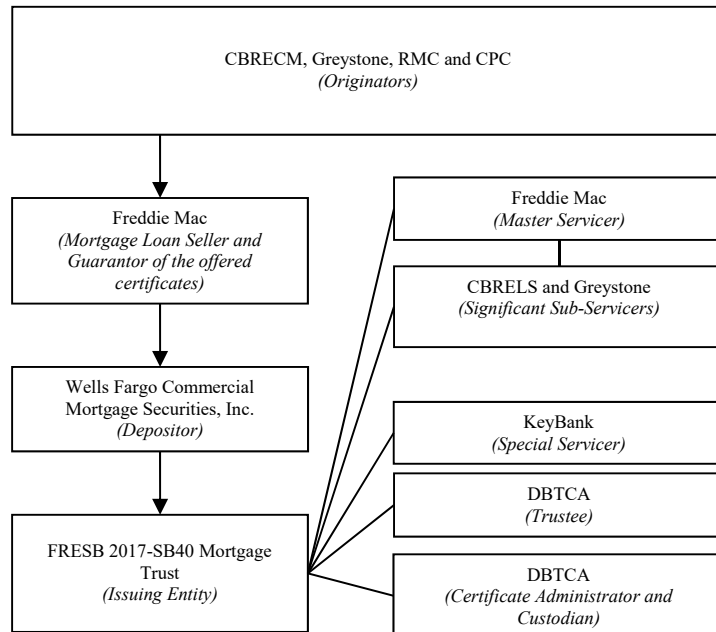 CBRECM, Greystone, RMC and CPC
(Originators)
Freddie Mac
(Mortgage Loan Seller and
Guarantor of the offered
certificates)
Wells Fargo Commercial
Mortgage Securities, Inc.
(Depositor)
FRESB 2017-SB40 Mortgage
Trust
(Issuing Entity)
Freddie Mac
(Master Servicer)
CBRELS and Greystone
(Significant Sub-Servicers)
KeyBank
(Special Servicer)
DBTCA
(Trustee)
DBTCA
(Certificate Administrator and
Custodian)